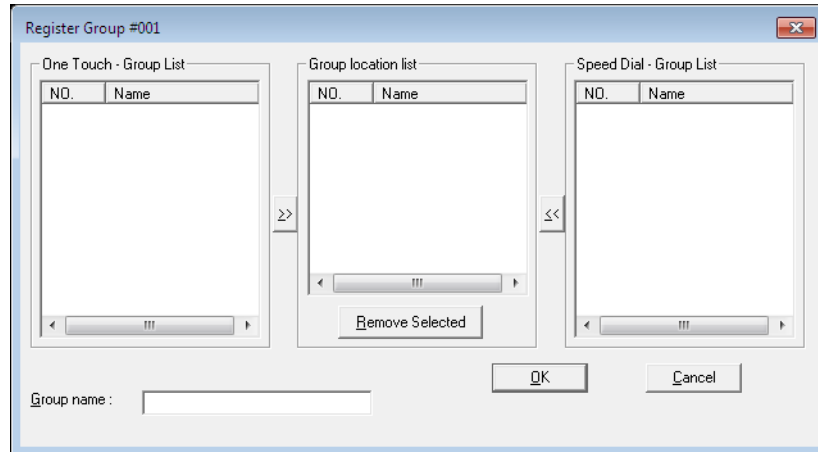 Register Group #001
One Touch - Group List
Group location list
Speed Dial - Group List
NO. Name
NO. Name
NO. Name
>>
<<
Remove Selected
OK
Cancel
Group name :